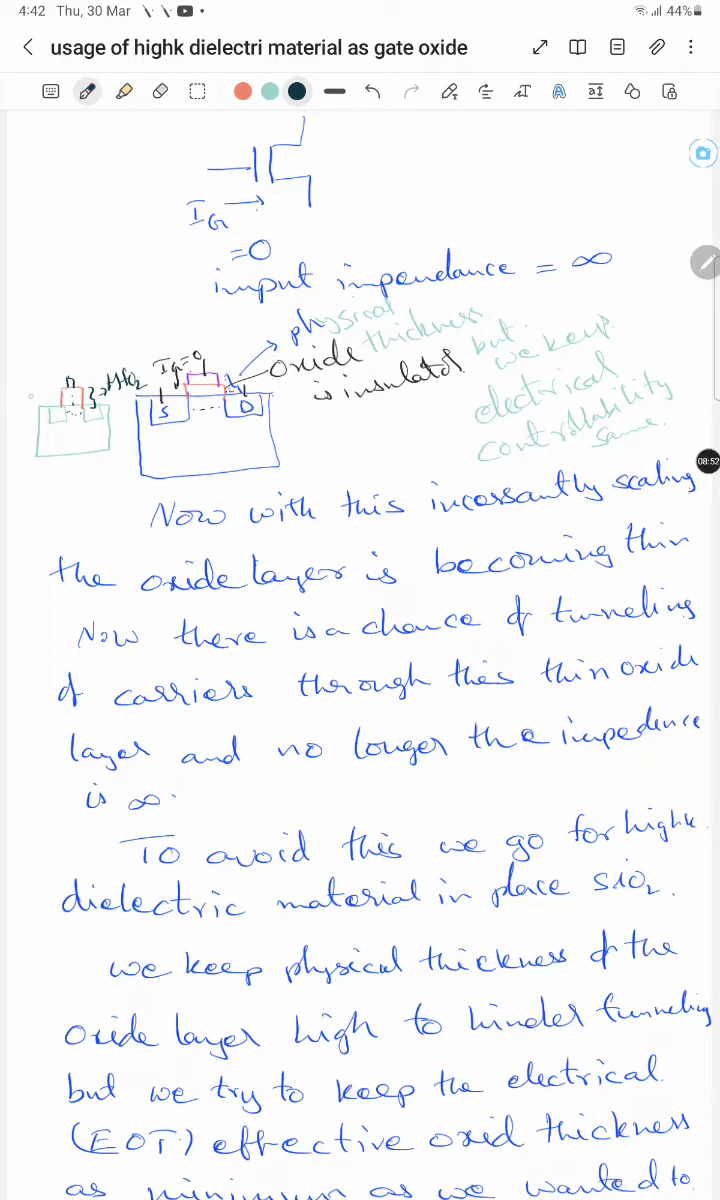 4:42 Thu, 30 Mar
44%
usage of highk dielectri material as gate oxide
IG
=0
input impendance = ∞
physical
thickness
but
we keep
electrical
controllability
same.
IG=0
oxide
is insulator
HfO2
S D
08:52
Now with this incessantly scaling
the oxide layer is becoming thin
Now there is a chance of tunneling
of carriers through this thin oxide
layer and no longer the impedence
is ∞.
To avoid this we go for highk
dielectric material in place SiO2.
we keep physical thickness of the
oxide layer high to hinder tunneling
but we try to keep the electrical
(EOT) effective oxid thickness
as minimum as we wanted to